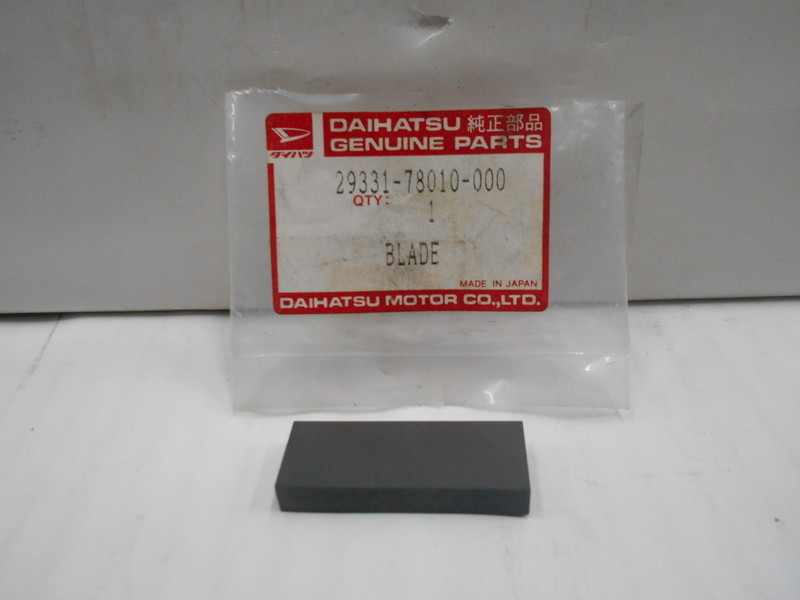 DAIHATSU 純正部品
ダイハツ
GENUINE PARTS
29331-78010-000
QTY: 1
BLADE
MADE IN JAPAN
DAIHATSU MOTOR CO.,LTD.